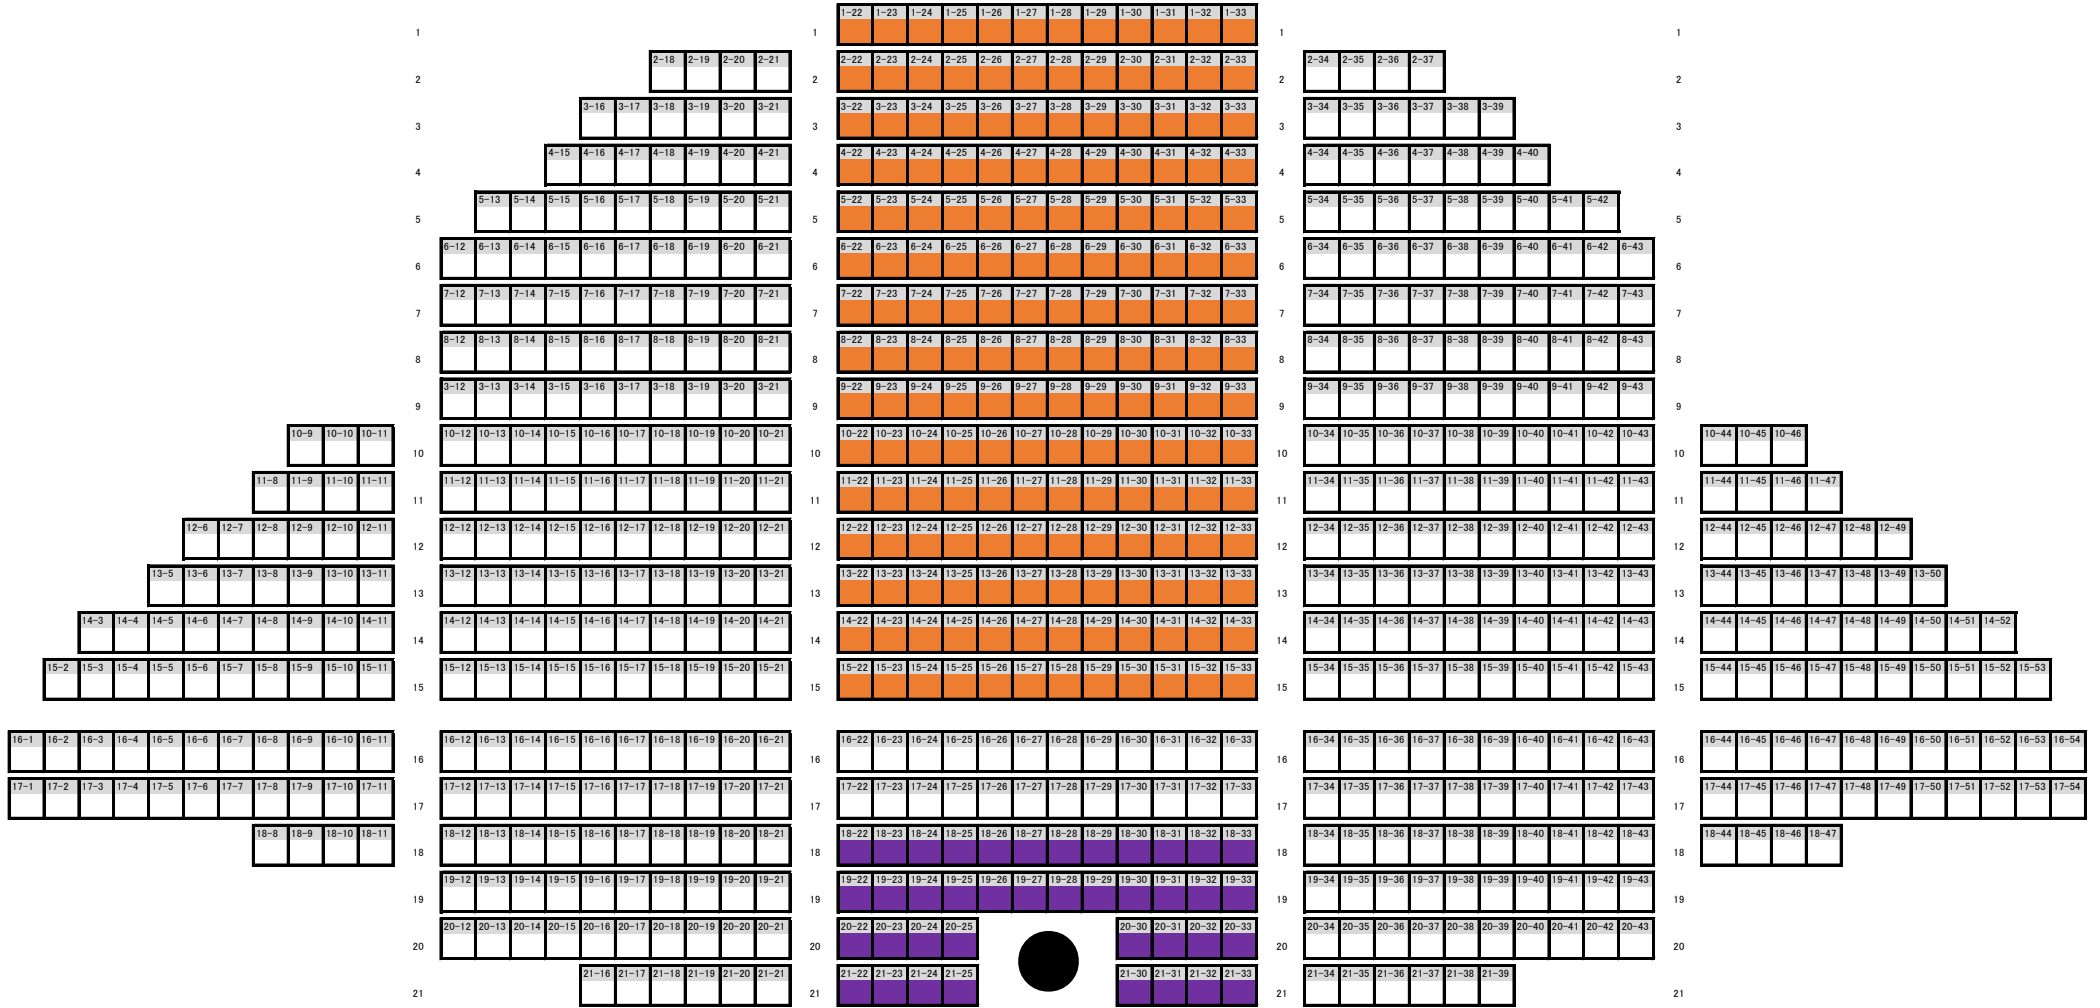 1-22 1-23 1-24 1-25 1-26 1-27 1-28 1-29 1-30 1-31 1-32 1-33
1 1 1 1
2-18 2-19 2-20 2-21 2-22 2-23 2-24 2-25 2-26 2-27 2-28 2-29 2-30 2-31 2-32 2-33 2-34 2-35 2-36 2-37
2 2 2 2
3-16 3-17 3-18 3-19 3-20 3-21 3-22 3-23 3-24 3-25 3-26 3-27 3-28 3-29 3-30 3-31 3-32 3-33 3-34 3-35 3-36 3-37 3-38 3-39
3 3 3 3
4-15 4-16 4-17 4-18 4-19 4-20 4-21 4-22 4-23 4-24 4-25 4-26 4-27 4-28 4-29 4-30 4-31 4-32 4-33 4-34 4-35 4-36 4-37 4-38 4-39 4-40
4 4 4 4
5-13 5-14 5-15 5-16 5-17 5-18 5-19 5-20 5-21 5-22 5-23 5-24 5-25 5-26 5-27 5-28 5-29 5-30 5-31 5-32 5-33 5-34 5-35 5-36 5-37 5-38 5-39 5-40 5-41 5-42
5 5 5 5
6-12 6-13 6-14 6-15 6-16 6-17 6-18 6-19 6-20 6-21 6-22 6-23 6-24 6-25 6-26 6-27 6-28 6-29 6-30 6-31 6-32 6-33 6-34 6-35 6-36 6-37 6-38 6-39 6-40 6-41 6-42 6-43
6 6 6 6
7-12 7-13 7-14 7-15 7-16 7-17 7-18 7-19 7-20 7-21 7-22 7-23 7-24 7-25 7-26 7-27 7-28 7-29 7-30 7-31 7-32 7-33 7-34 7-35 7-36 7-37 7-38 7-39 7-40 7-41 7-42 7-43
7 7 7 7
8-12 8-13 8-14 8-15 8-16 8-17 8-18 8-19 8-20 8-21 8-22 8-23 8-24 8-25 8-26 8-27 8-28 8-29 8-30 8-31 8-32 8-33 8-34 8-35 8-36 8-37 8-38 8-39 8-40 8-41 8-42 8-43
8 8 8 8
3-12 3-13 3-14 3-15 3-16 3-17 3-18 3-19 3-20 3-21 9-22 9-23 9-24 9-25 9-26 9-27 9-28 9-29 9-30 9-31 9-32 9-33 9-34 9-35 9-36 9-37 9-38 9-39 9-40 9-41 9-42 9-43
9 9 9 9
10-9 10-10 10-11 10-12 10-13 10-14 10-15 10-16 10-17 10-18 10-19 10-20 10-21 10-22 10-23 10-24 10-25 10-26 10-27 10-28 10-29 10-30 10-31 10-32 10-33 10-34 10-35 10-36 10-37 10-38 10-39 10-40 10-41 10-42 10-43 10-44 10-45 10-46
10 10 10 10
11-8 11-9 11-10 11-11 11-12 11-13 11-14 11-15 11-16 11-17 11-18 11-19 11-20 11-21 11-22 11-23 11-24 11-25 11-26 11-27 11-28 11-29 11-30 11-31 11-32 11-33 11-34 11-35 11-36 11-37 11-38 11-39 11-40 11-41 11-42 11-43 11-44 11-45 11-46 11-47
11 11 11 11
12-6 12-7 12-8 12-9 12-10 12-11 12-12 12-13 12-14 12-15 12-16 12-17 12-18 12-19 12-20 12-21 12-22 12-23 12-24 12-25 12-26 12-27 12-28 12-29 12-30 12-31 12-32 12-33 12-34 12-35 12-36 12-37 12-38 12-39 12-40 12-41 12-42 12-43 12-44 12-45 12-46 12-47 12-48 12-49
12 12 12 12
13-5 13-6 13-7 13-8 13-9 13-10 13-11 13-12 13-13 13-14 13-15 13-16 13-17 13-18 13-19 13-20 13-21 13-22 13-23 13-24 13-25 13-26 13-27 13-28 13-29 13-30 13-31 13-32 13-33 13-34 13-35 13-36 13-37 13-38 13-39 13-40 13-41 13-42 13-43 13-44 13-45 13-46 13-47 13-48 13-49 13-50
13 13 13 13
14-3 14-4 14-5 14-6 14-7 14-8 14-9 14-10 14-11 14-12 14-13 14-14 14-15 14-16 14-17 14-18 14-19 14-20 14-21 14-22 14-23 14-24 14-25 14-26 14-27 14-28 14-29 14-30 14-31 14-32 14-33 14-34 14-35 14-36 14-37 14-38 14-39 14-40 14-41 14-42 14-43 14-44 14-45 14-46 14-47 14-48 14-49 14-50 14-51 14-52
14 14 14 14
15-2 15-3 15-4 15-5 15-6 15-7 15-8 15-9 15-10 15-11 15-12 15-13 15-14 15-15 15-16 15-17 15-18 15-19 15-20 15-21 15-22 15-23 15-24 15-25 15-26 15-27 15-28 15-29 15-30 15-31 15-32 15-33 15-34 15-35 15-36 15-37 15-38 15-39 15-40 15-41 15-42 15-43 15-44 15-45 15-46 15-47 15-48 15-49 15-50 15-51 15-52 15-53
15 15 15 15
16-1 16-2 16-3 16-4 16-5 16-6 16-7 16-8 16-9 16-10 16-11 16-12 16-13 16-14 16-15 16-16 16-17 16-18 16-19 16-20 16-21 16-22 16-23 16-24 16-25 16-26 16-27 16-28 16-29 16-30 16-31 16-32 16-33 16-34 16-35 16-36 16-37 16-38 16-39 16-40 16-41 16-42 16-43 16-44 16-45 16-46 16-47 16-48 16-49 16-50 16-51 16-52 16-53 16-54
16 16 16 16
17-1 17-2 17-3 17-4 17-5 17-6 17-7 17-8 17-9 17-10 17-11 17-12 17-13 17-14 17-15 17-16 17-17 17-18 17-19 17-20 17-21 17-22 17-23 17-24 17-25 17-26 17-27 17-28 17-29 17-30 17-31 17-32 17-33 17-34 17-35 17-36 17-37 17-38 17-39 17-40 17-41 17-42 17-43 17-44 17-45 17-46 17-47 17-48 17-49 17-50 17-51 17-52 17-53 17-54
17 17 17 17
18-8 18-9 18-10 18-11 18-12 18-13 18-14 18-15 18-16 18-17 18-18 18-19 18-20 18-21 18-22 18-23 18-24 18-25 18-26 18-27 18-28 18-29 18-30 18-31 18-32 18-33 18-34 18-35 18-36 18-37 18-38 18-39 18-40 18-41 18-42 18-43 18-44 18-45 18-46 18-47
18 18 18 18
19-12 19-13 19-14 19-15 19-16 19-17 19-18 19-19 19-20 19-21 19-22 19-23 19-24 19-25 19-26 19-27 19-28 19-29 19-30 19-31 19-32 19-33 19-34 19-35 19-36 19-37 19-38 19-39 19-40 19-41 19-42 19-43
19 19 19 19
20-12 20-13 20-14 20-15 20-16 20-17 20-18 20-19 20-20 20-21 20-22 20-23 20-24 20-25 20-30 20-31 20-32 20-33 20-34 20-35 20-36 20-37 20-38 20-39 20-40 20-41 20-42 20-43
20 20 20 20
21-16 21-17 21-18 21-19 21-20 21-21 21-22 21-23 21-24 21-25 21-30 21-31 21-32 21-33 21-34 21-35 21-36 21-37 21-38 21-39
21 21 21 21